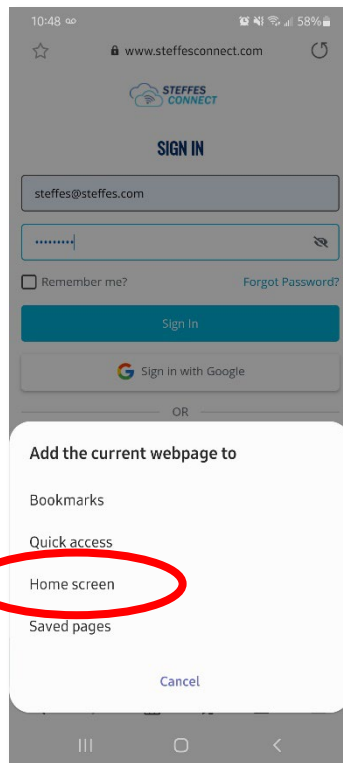 10:48 58%
www.steffesconnect.com
STEFFES
CONNECT
SIGN IN
steffes@steffes.com
•••••••••
Remember me? Forgot Password?
Sign In
G Sign in with Google
OR
Add the current webpage to
Bookmarks
Quick access
Home screen
Saved pages
Cancel